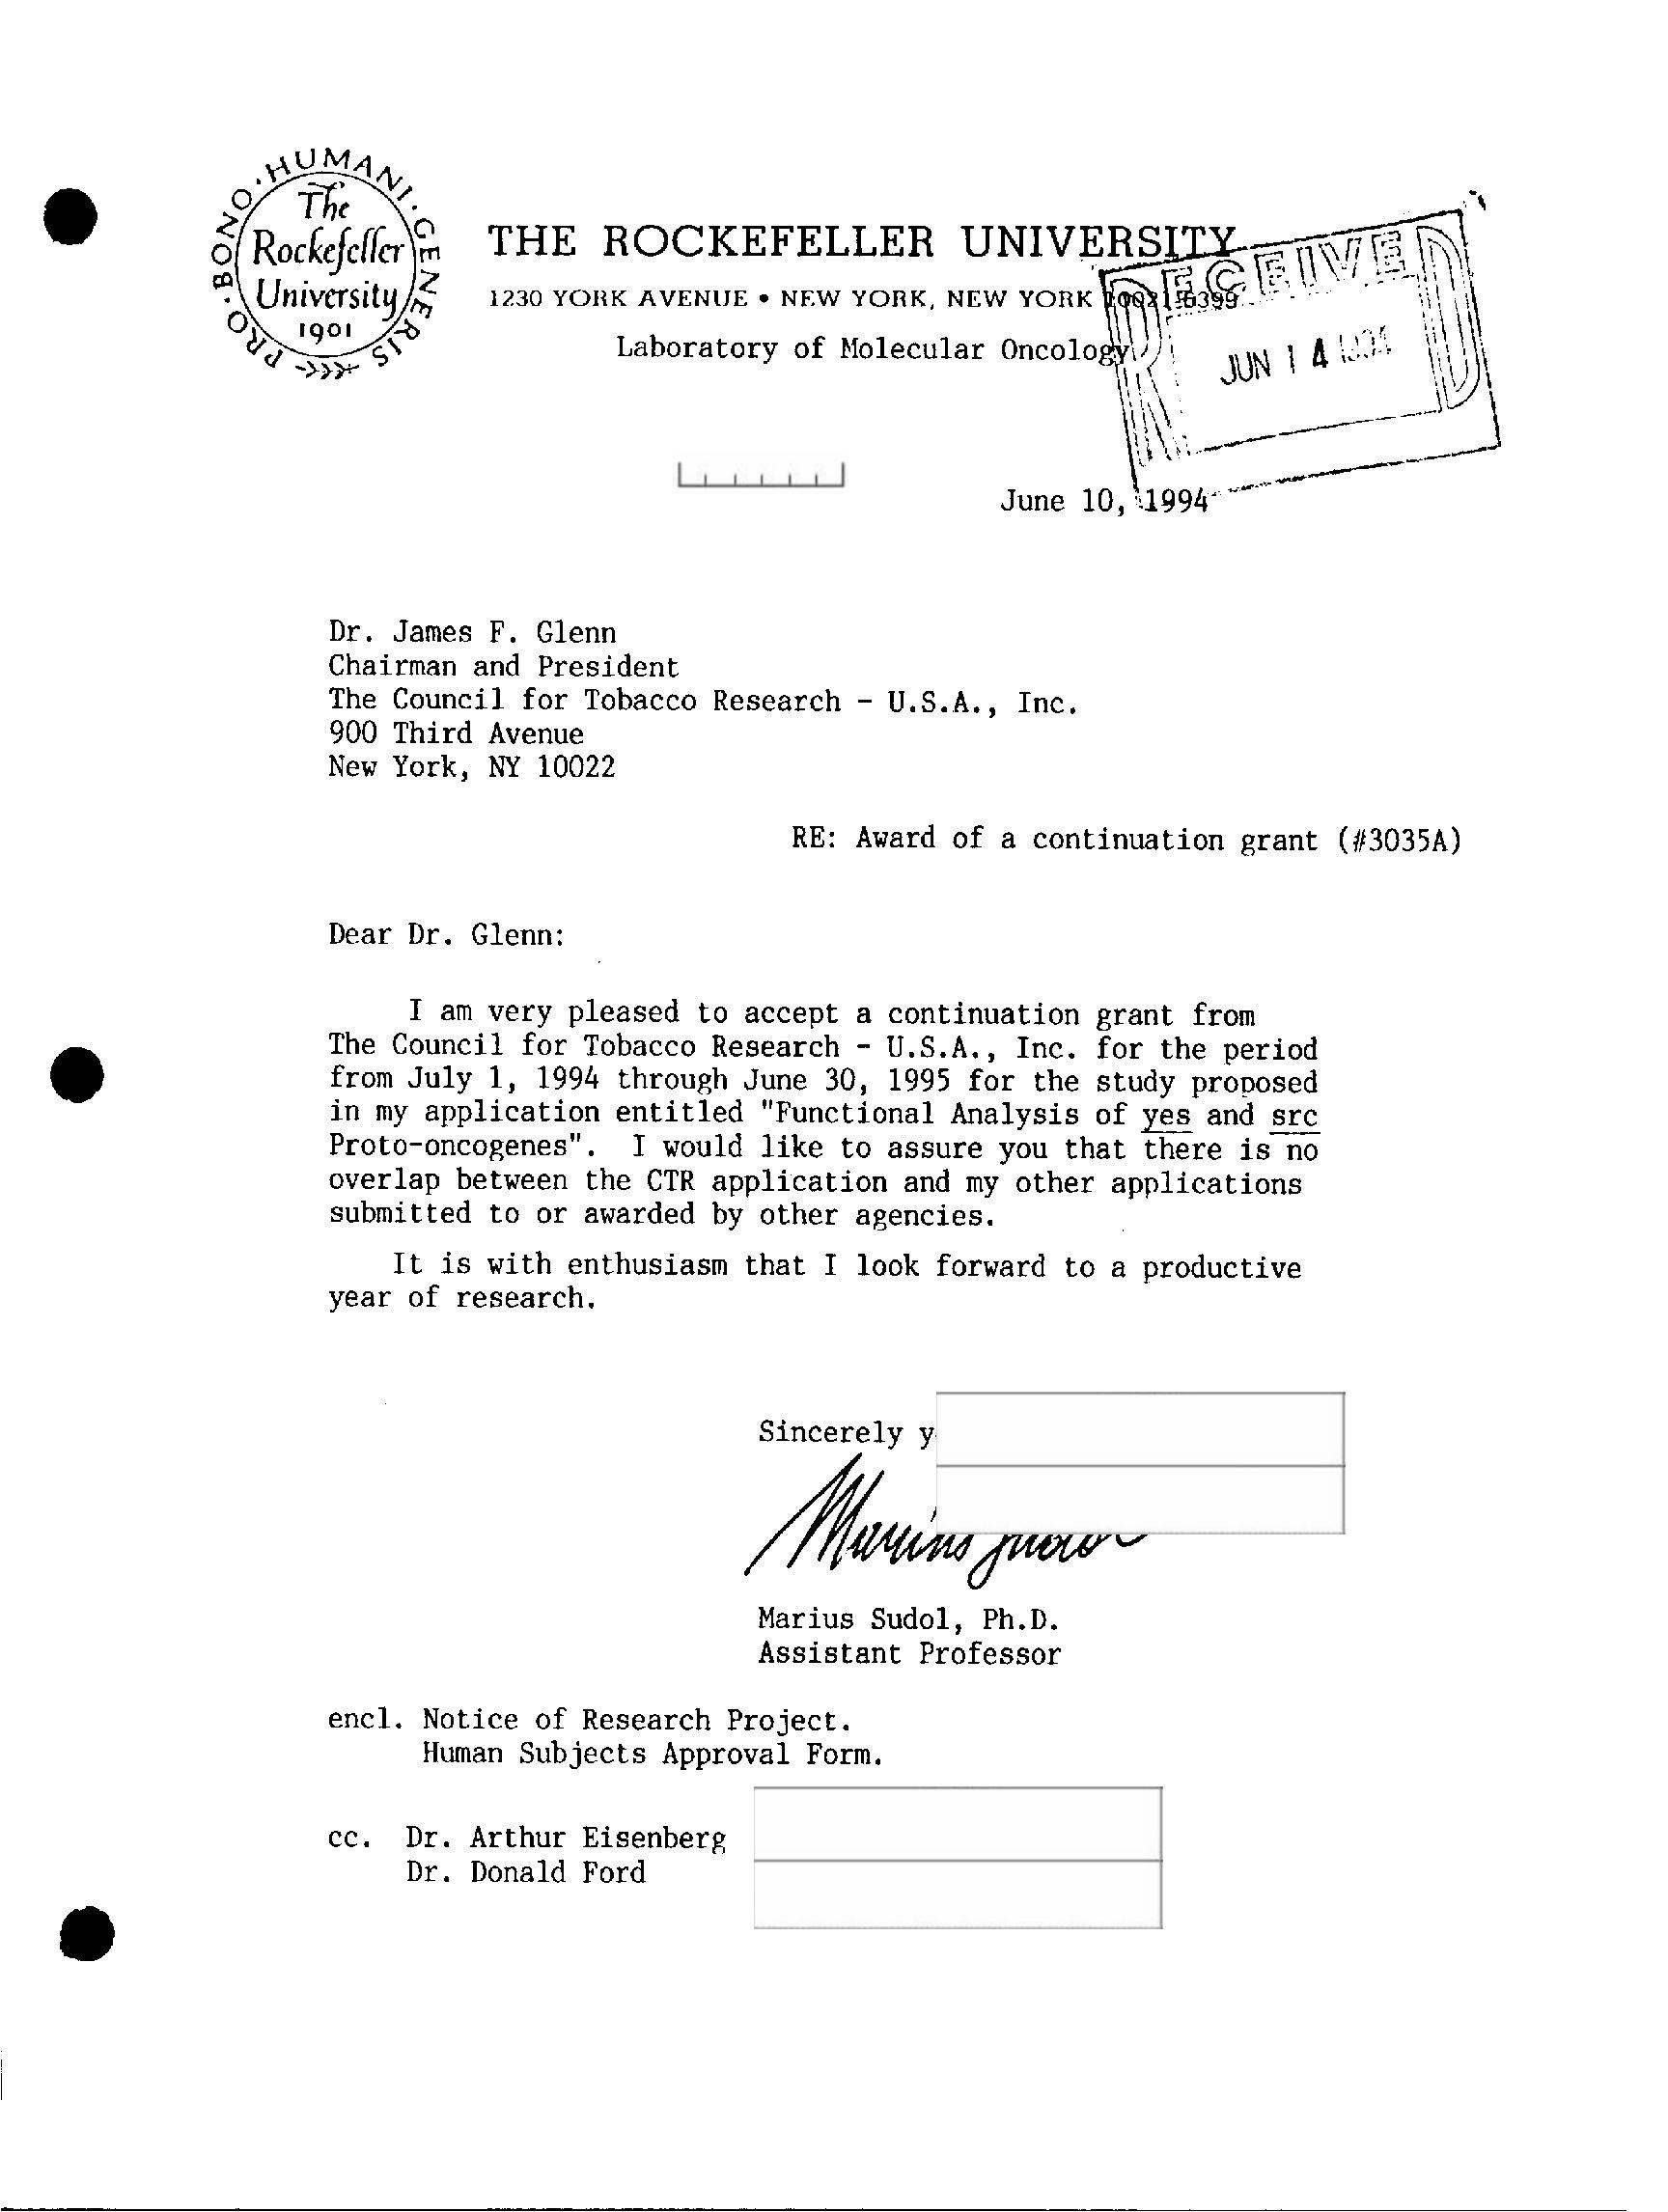 PRO·BONO·HUMANI·GENERIS
The
Rockefeller
University
1901
THE ROCKEFELLER UNIVERSITY
1230 YORK AVENUE • NEW YORK, NEW YORK 10021-6399
Laboratory of Molecular Oncology
RECEIVED
JUN 14 1994
June 10, 1994
Dr. James F. Glenn
Chairman and President
The Council for Tobacco Research - U.S.A., Inc.
900 Third Avenue
New York, NY 10022
RE: Award of a continuation grant (#3035A)
Dear Dr. Glenn:
I am very pleased to accept a continuation grant from
The Council for Tobacco Research - U.S.A., Inc. for the period
from July 1, 1994 through June 30, 1995 for the study proposed
in my application entitled "Functional Analysis of yes and src
Proto-oncogenes". I would like to assure you that there is no
overlap between the CTR application and my other applications
submitted to or awarded by other agencies.
It is with enthusiasm that I look forward to a productive
year of research.
Sincerely y
Marius Sudol
Marius Sudol, Ph.D.
Assistant Professor
encl. Notice of Research Project.
Human Subjects Approval Form.
cc. Dr. Arthur Eisenberg
Dr. Donald Ford